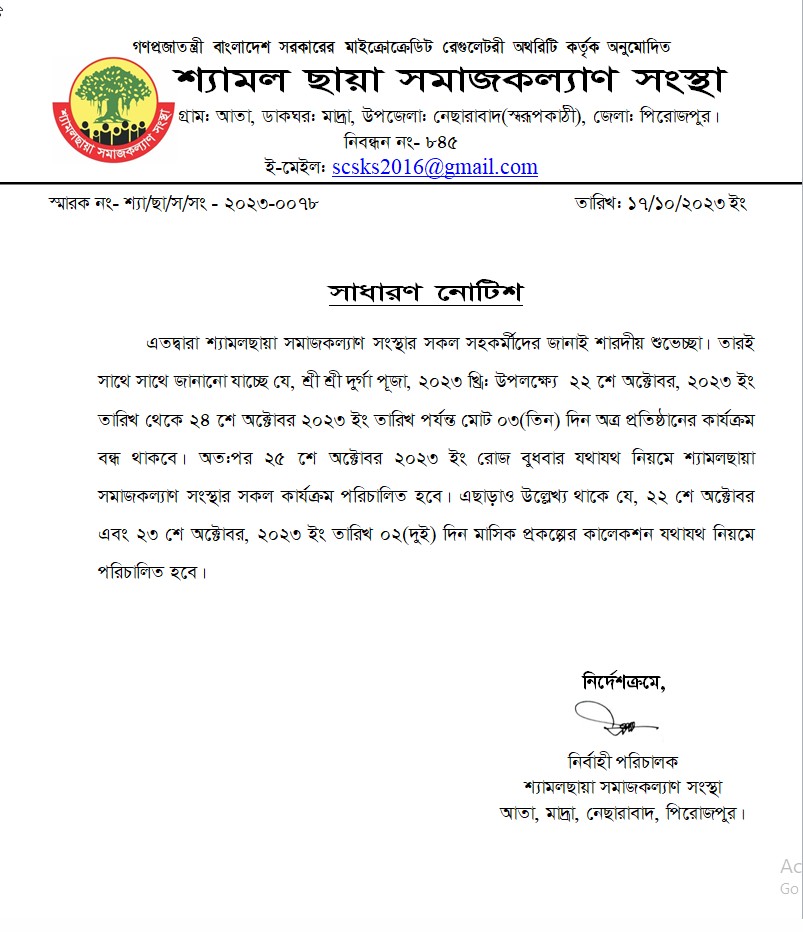 গণপ্রজাতন্ত্রী বাংলাদেশ সরকারের মাইক্রোক্রেডিট রেগুলেটরী অথরিটি কর্তৃক অনুমোদিত
শ্যামল ছায়া সমাজকল্যাণ সংস্থা
শ্যামলছায়া সমাজকল্যাণ সংস্থা
গ্রাম: আতা, ডাকঘর: মাদ্রা, উপজেলা: নেছারাবাদ(স্বরূপকাঠী), জেলা: পিরোজপুর।
নিবন্ধন নং- ৮৪৫
ই-মেইল: scsks2016@gmail.com
স্মারক নং- শ্যা/ছা/স/সং - ২০২৩-০০৭৮ তারিখ: ১৭/১০/২০২৩ ইং
সাধারণ নোটিশ
এতদ্বারা শ্যামলছায়া সমাজকল্যাণ সংস্থার সকল সহকর্মীদের জানাই শারদীয় শুভেচ্ছা। তারই
সাথে সাথে জানানো যাচ্ছে যে, শ্রী শ্রী দুর্গা পূজা, ২০২৩ খ্রি: উপলক্ষ্যে ২২ শে অক্টোবর, ২০২৩ ইং
তারিখ থেকে ২৪ শে অক্টোবর ২০২৩ ইং তারিখ পর্যন্ত মোট ০৩(তিন) দিন অত্র প্রতিষ্ঠানের কার্যক্রম
বন্ধ থাকবে। অত:পর ২৫ শে অক্টোবর ২০২৩ ইং রোজ বুধবার যথাযথ নিয়মে শ্যামলছায়া
সমাজকল্যাণ সংস্থার সকল কার্যক্রম পরিচালিত হবে। এছাড়াও উল্লেখ্য থাকে যে, ২২ শে অক্টোবর
এবং ২৩ শে অক্টোবর, ২০২৩ ইং তারিখ ০২(দুই) দিন মাসিক প্রকল্পের কালেকশন যথাযথ নিয়মে
পরিচালিত হবে।
নির্দেশক্রমে,
নির্বাহী পরিচালক
শ্যামলছায়া সমাজকল্যাণ সংস্থা
আতা, মাদ্রা, নেছারাবাদ, পিরোজপুর।
Go